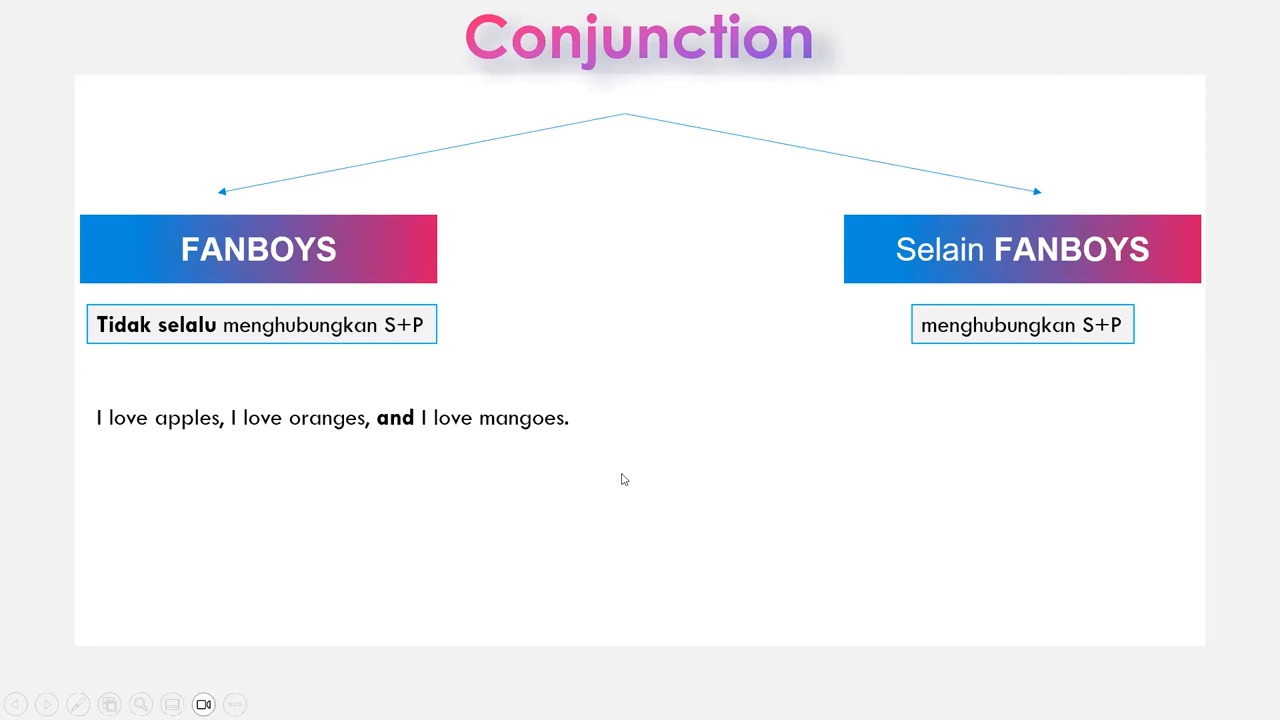 Conjunction
FANBOYS
Selain FANBOYS
Tidak selalu menghubungkan S+P
menghubungkan S+P
I love apples, I love oranges, and I love mangoes.